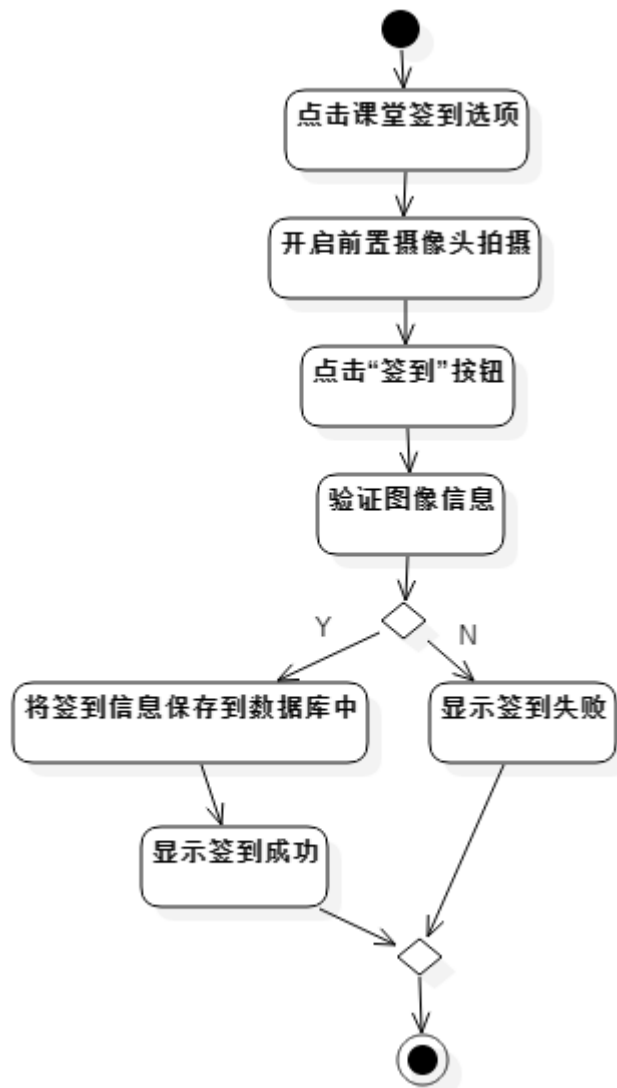 点击课堂签到选项
开启前置摄像头拍摄
点击“签到”按钮
验证图像信息
Y
N
将签到信息保存到数据库中
显示签到失败
显示签到成功